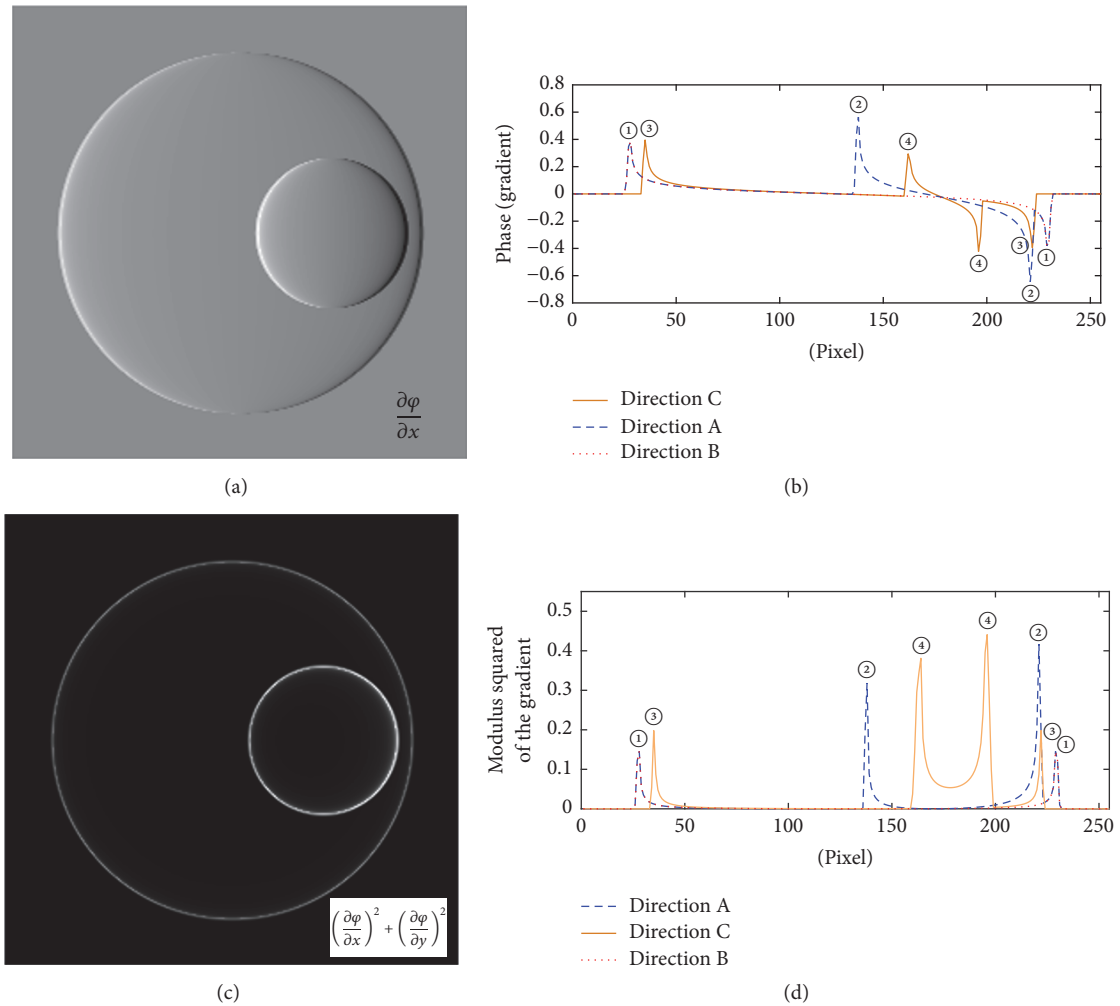 ∂φ
∂x
(a)
0.8
0.6
0.4
0.2
0
−0.2
−0.4
−0.6
−0.8
Phase (gradient)
1 3 2 4
4 3 2 1
0 50 100 150 200 250
(Pixel)
Direction C
Direction A
Direction B
(b)
(∂φ/∂x)² + (∂φ/∂y)²
(c)
0.5
0.4
0.3
0.2
0.1
0
Modulus squared
of the gradient
1 3 2 4 4 2 3 1
50 100 150 200 250
(Pixel)
Direction A
Direction C
Direction B
(d)